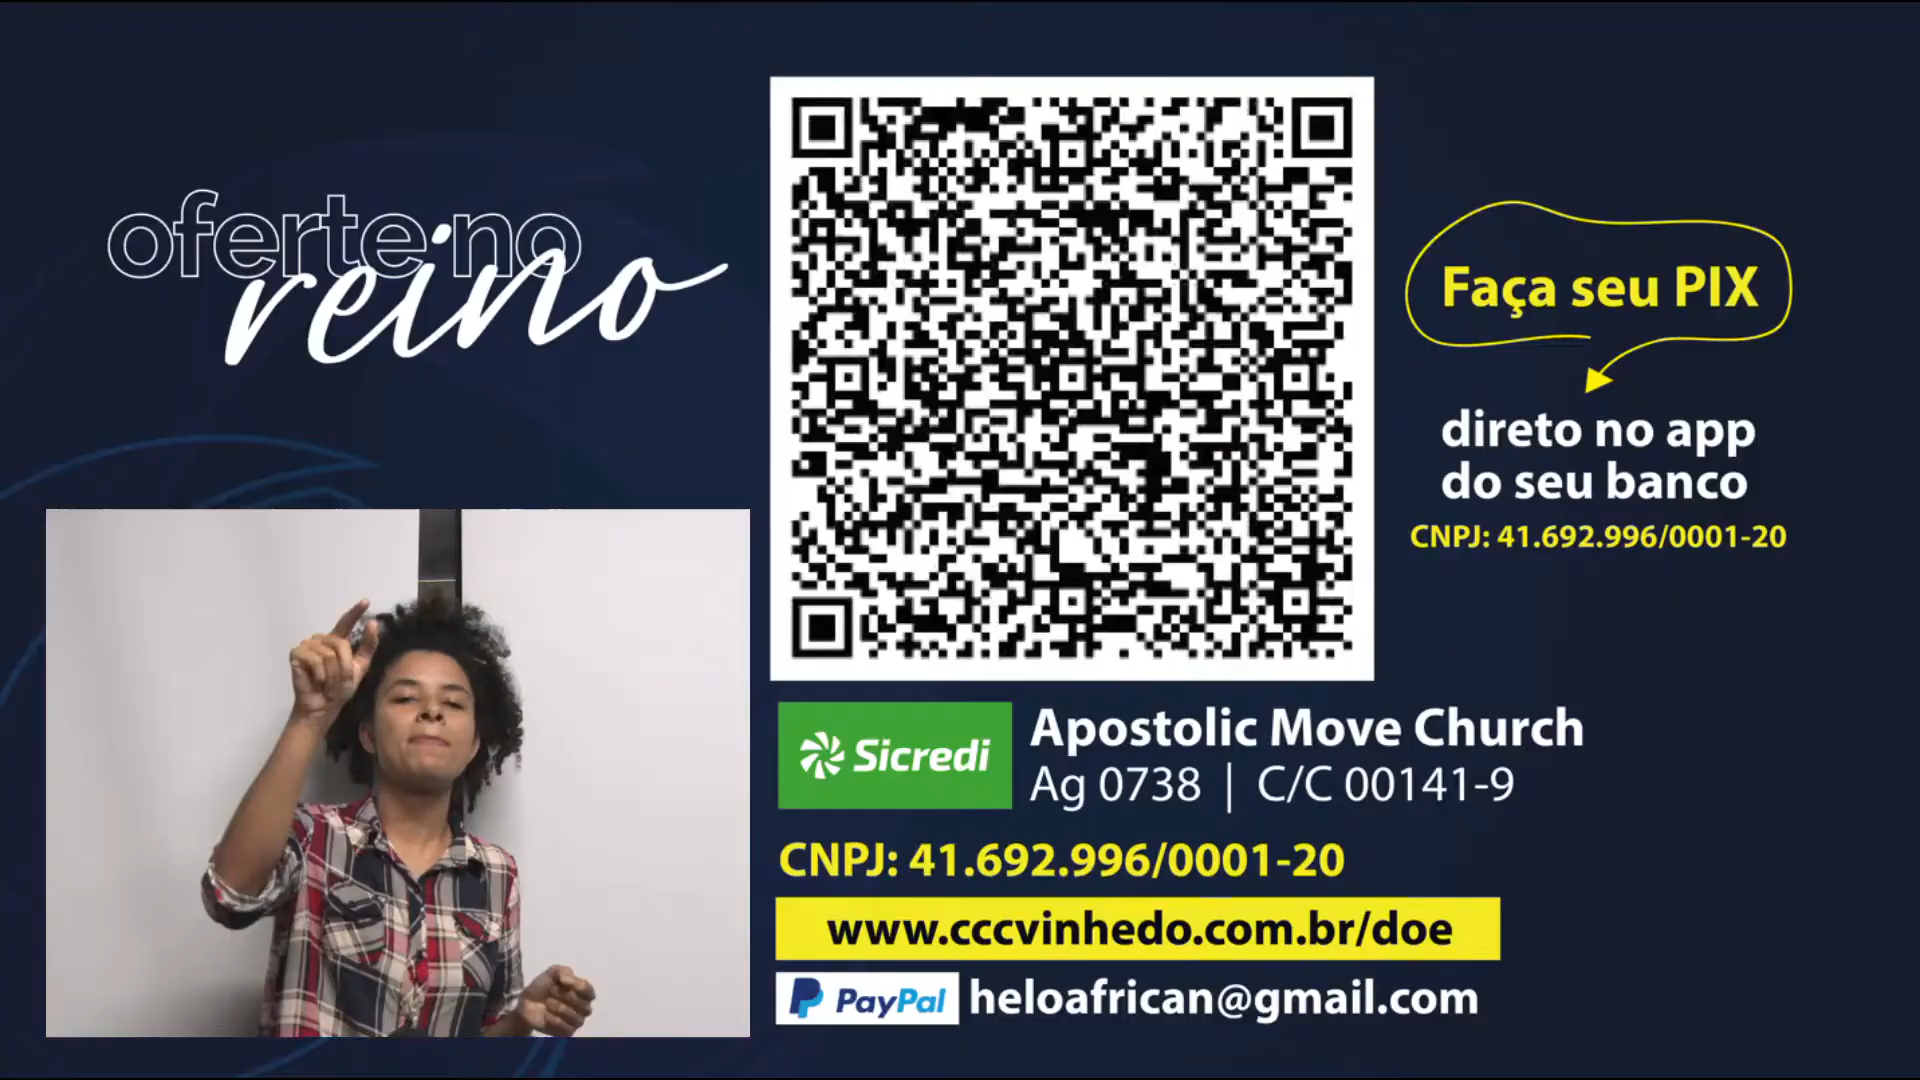 oferte no
reino
Faça seu PIX
direto no app
do seu banco
CNPJ: 41.692.996/0001-20
Sicredi
Apostolic Move Church
Ag 0738 | C/C 00141-9
CNPJ: 41.692.996/0001-20
www.cccvinhedo.com.br/doe
PayPal heloafrican@gmail.com